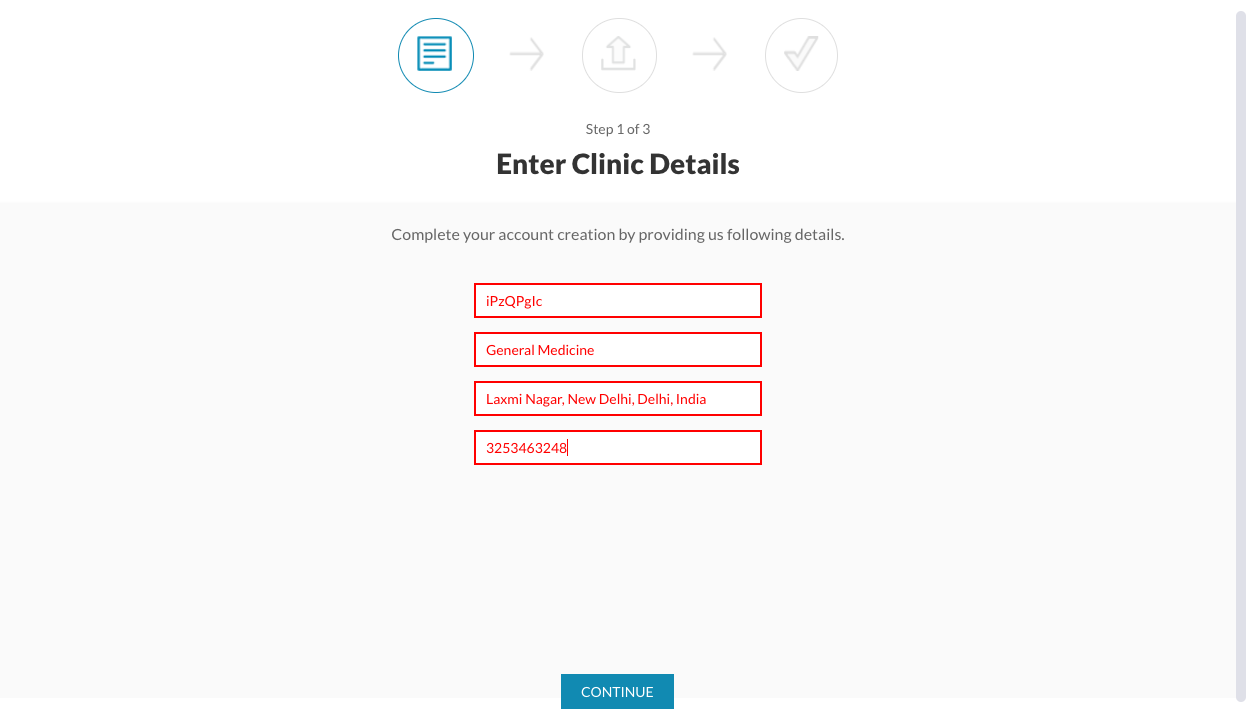 Step 1 of 3
Enter Clinic Details
Complete your account creation by providing us following details.
iPzQPgIc
General Medicine
Laxmi Nagar, New Delhi, Delhi, India
3253463248
CONTINUE